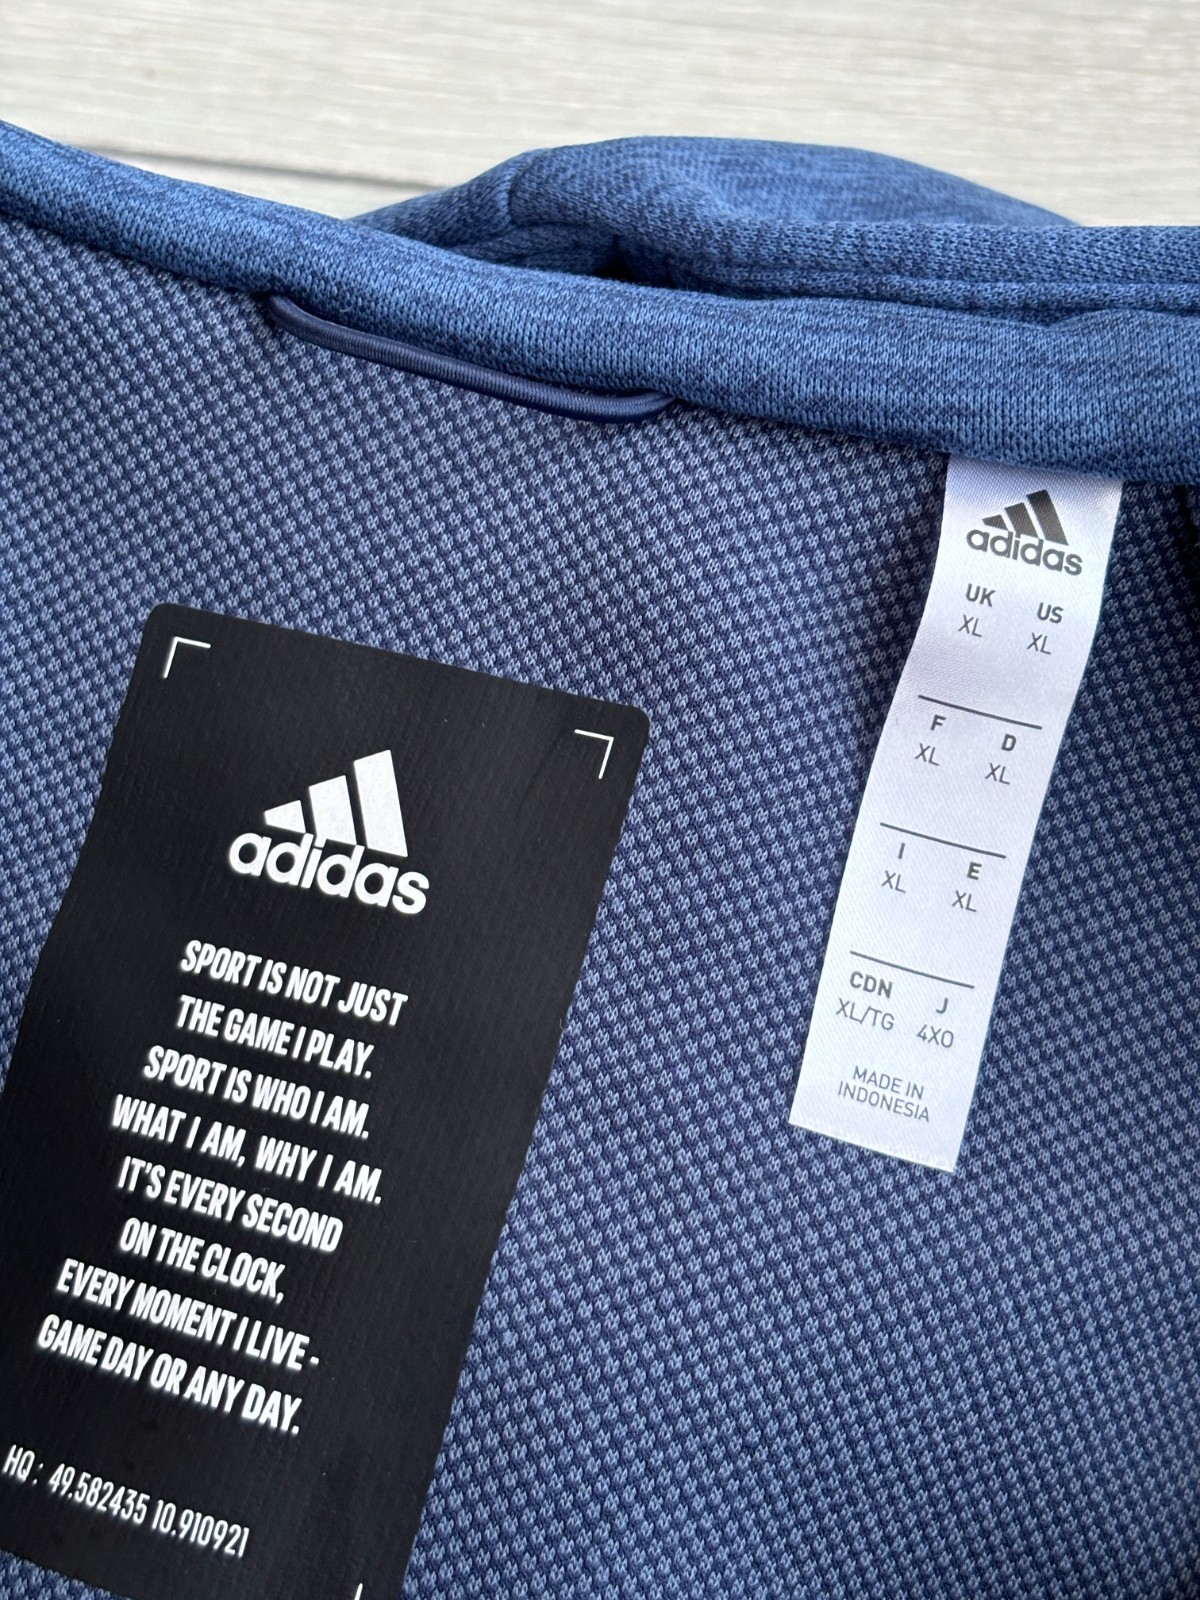 adidas
UK US
XL XL
F D
XL XL
I E
XL XL
CDN J
XL/TG 4XO
MADE IN
INDONESIA
adidas
SPORT IS NOT JUST
THE GAME I PLAY.
SPORT IS WHO I AM.
WHAT I AM, WHY I AM.
IT'S EVERY SECOND
ON THE CLOCK,
EVERY MOMENT I LIVE -
GAME DAY OR ANY DAY.
HQ: 49.582435 10.910921